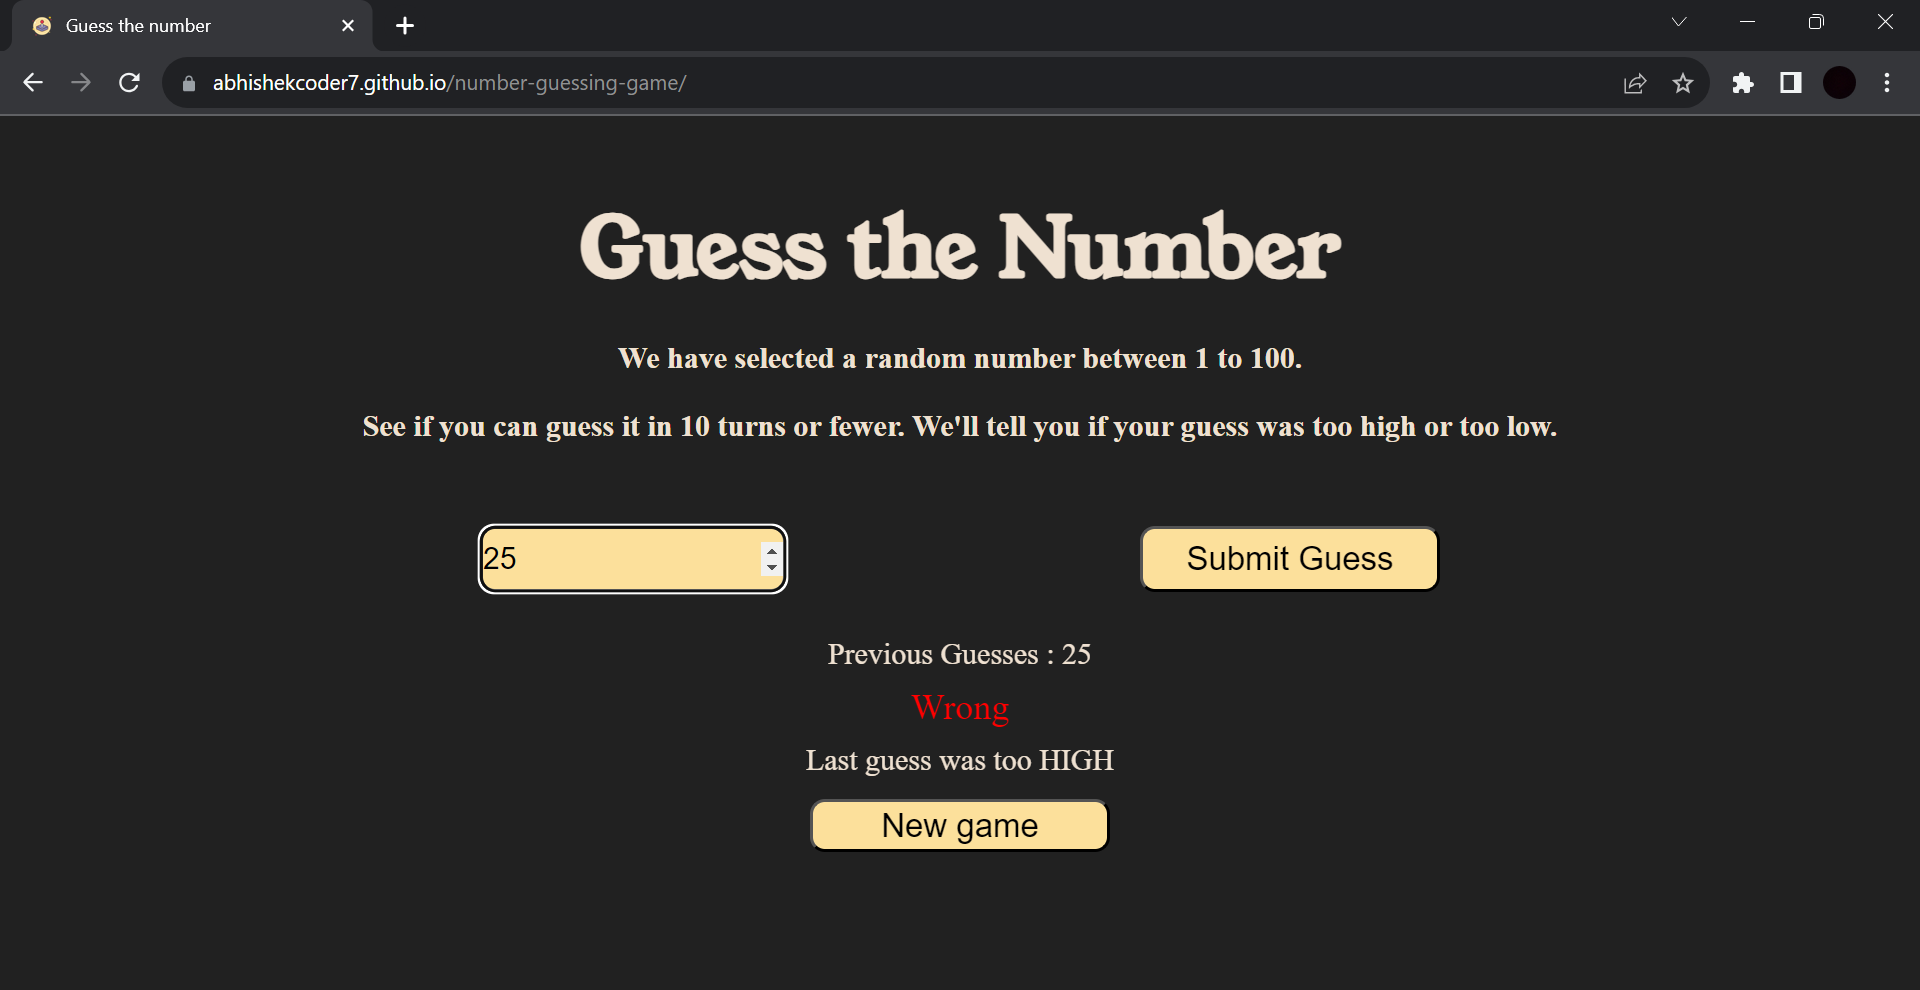 Guess the number
abhishekcoder7.github.io/number-guessing-game/
Guess the Number
We have selected a random number between 1 to 100.
See if you can guess it in 10 turns or fewer. We'll tell you if your guess was too high or too low.
25
Submit Guess
Previous Guesses : 25
Wrong
Last guess was too HIGH
New game